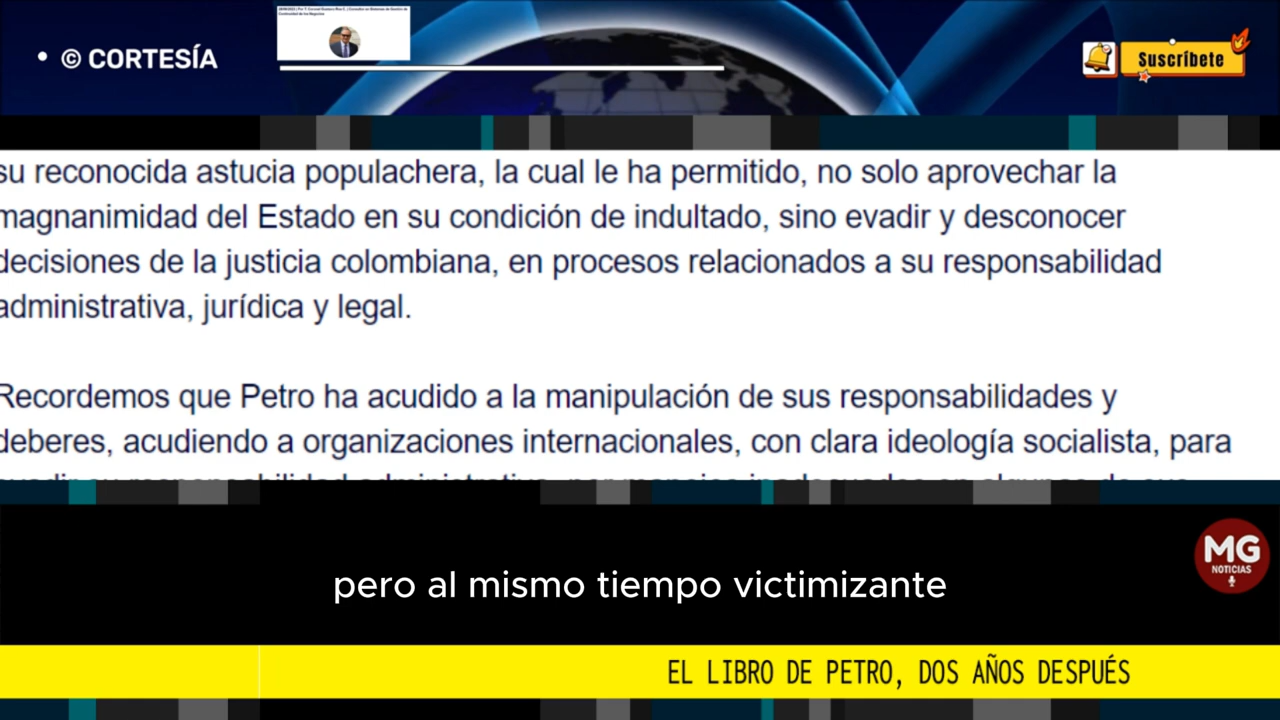 • © CORTESÍA
Suscríbete
su reconocida astucia populachera, la cual le ha permitido, no solo aprovechar la
magnanimidad del Estado en su condición de indultado, sino evadir y desconocer
decisiones de la justicia colombiana, en procesos relacionados a su responsabilidad
administrativa, jurídica y legal.
Recordemos que Petro ha acudido a la manipulación de sus responsabilidades y
deberes, acudiendo a organizaciones internacionales, con clara ideología socialista, para
pero al mismo tiempo victimizante
MG
NOTICIAS
EL LIBRO DE PETRO, DOS AÑOS DESPUÉS